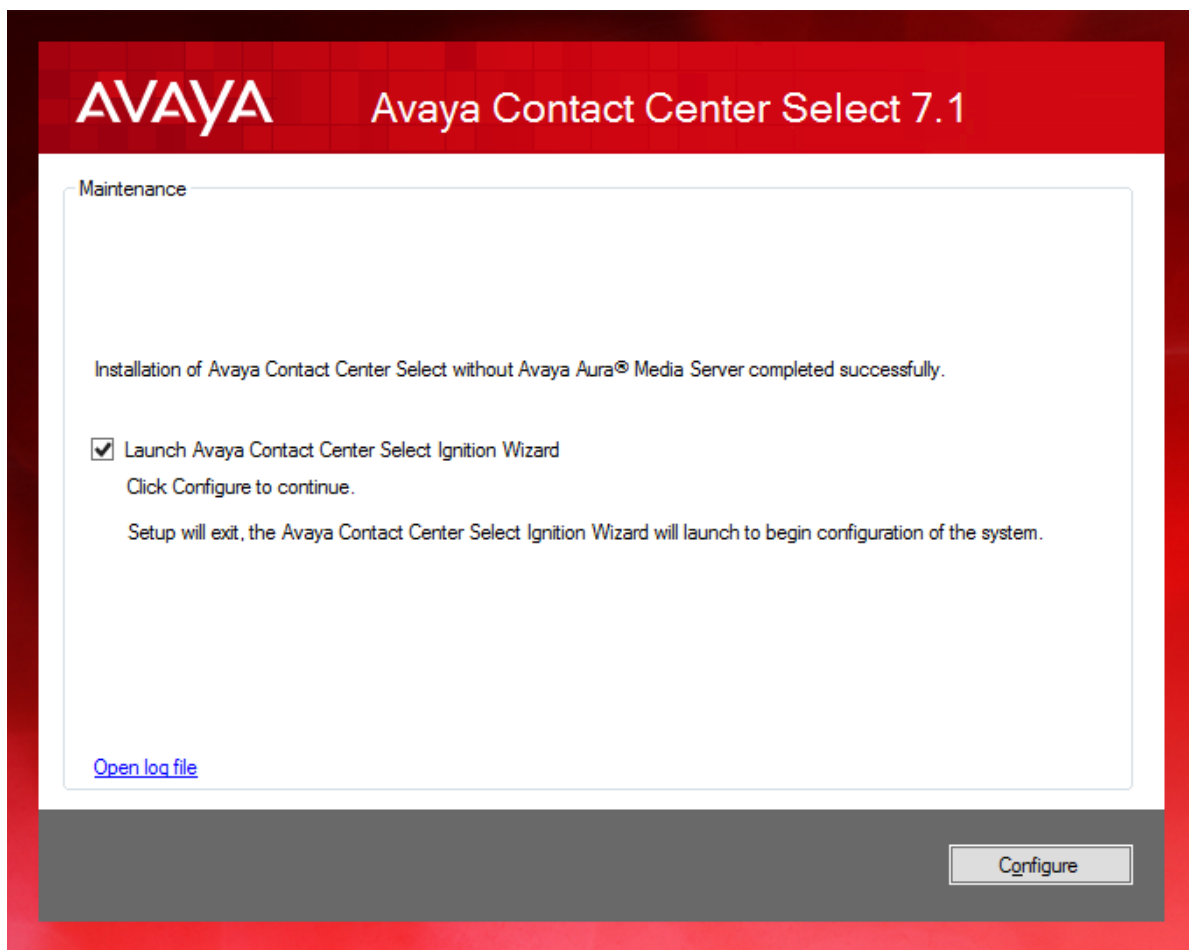 AVAYA
Avaya Contact Center Select 7.1
Maintenance
Installation of Avaya Contact Center Select without Avaya Aura® Media Server completed successfully.
Launch Avaya Contact Center Select Ignition Wizard
Click Configure to continue.
Setup will exit, the Avaya Contact Center Select Ignition Wizard will launch to begin configuration of the system.
Open log file
Configure